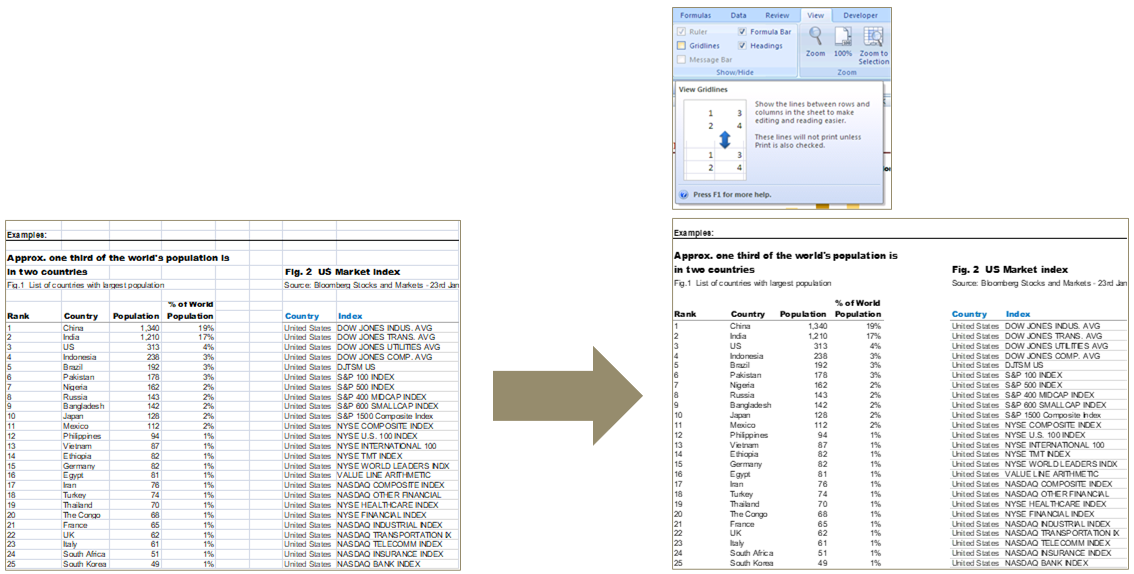 Formulas Data Review View Developer
Ruler Formula Bar
Gridlines Headings Zoom 100% Zoom to
Message Bar Selection
Show/Hide Zoom
View Gridlines
1 3 Show the lines between rows and
2 4 columns in the sheet to make
editing and reading easier.
These lines will not print unless
1 3 Print is also checked.
2 4
Press F1 for more help.
Examples:
Approx. one third of the world's population is
in two countries Fig. 2 US Market index
Fig.1 List of countries with largest population Source: Bloomberg Stocks and Markets - 23rd Jan
% of World
Rank Country Population Population Country Index
1 China 1,340 19% United States DOW JONES INDUS. AVG
2 India 1,210 17% United States DOW JONES TRANS. AVG
3 US 313 4% United States DOW JONES UTILITIES AVG
4 Indonesia 238 3% United States DOW JONES COMP. AVG
5 Brazil 192 3% United States DJTSM US
6 Pakistan 178 3% United States S&P 100 INDEX
7 Nigeria 162 2% United States S&P 500 INDEX
8 Russia 143 2% United States S&P 400 MIDCAP INDEX
9 Bangladesh 142 2% United States S&P 600 SMALLCAP INDEX
10 Japan 128 2% United States S&P 1500 Composite Index
11 Mexico 112 2% United States NYSE COMPOSITE INDEX
12 Philippines 94 1% United States NYSE U.S. 100 INDEX
13 Vietnam 87 1% United States NYSE INTERNATIONAL 100
14 Ethiopia 82 1% United States NYSE TMT INDEX
15 Germany 82 1% United States NYSE WORLD LEADERS INDX
16 Egypt 81 1% United States VALUE LINE ARITHMETIC
17 Iran 76 1% United States NASDAQ COMPOSITE INDEX
18 Turkey 74 1% United States NASDAQ OTHER FINANCIAL
19 Thailand 70 1% United States NYSE HEALTHCARE INDEX
20 The Congo 68 1% United States NYSE FINANCIAL INDEX
21 France 65 1% United States NASDAQ INDUSTRIAL INDEX
22 UK 62 1% United States NASDAQ TRANSPORTATION IX
23 Italy 61 1% United States NASDAQ TELECOMM INDEX
24 South Africa 51 1% United States NASDAQ INSURANCE INDEX
25 South Korea 49 1% United States NASDAQ BANK INDEX
Examples:
Approx. one third of the world's population is
in two countries Fig. 2 US Market index
Fig.1 List of countries with largest population Source: Bloomberg Stocks and Markets - 23rd Jan
% of World
Rank Country Population Population Country Index
1 China 1,340 19% United States DOW JONES INDUS. AVG
2 India 1,210 17% United States DOW JONES TRANS. AVG
3 US 313 4% United States DOW JONES UTILITIES AVG
4 Indonesia 238 3% United States DOW JONES COMP. AVG
5 Brazil 192 3% United States DJTSM US
6 Pakistan 178 3% United States S&P 100 INDEX
7 Nigeria 162 2% United States S&P 500 INDEX
8 Russia 143 2% United States S&P 400 MIDCAP INDEX
9 Bangladesh 142 2% United States S&P 600 SMALLCAP INDEX
10 Japan 128 2% United States S&P 1500 Composite Index
11 Mexico 112 2% United States NYSE COMPOSITE INDEX
12 Philippines 94 1% United States NYSE U.S. 100 INDEX
13 Vietnam 87 1% United States NYSE INTERNATIONAL 100
14 Ethiopia 82 1% United States NYSE TMT INDEX
15 Germany 82 1% United States NYSE WORLD LEADERS INDX
16 Egypt 81 1% United States VALUE LINE ARITHMETIC
17 Iran 76 1% United States NASDAQ COMPOSITE INDEX
18 Turkey 74 1% United States NASDAQ OTHER FINANCIAL
19 Thailand 70 1% United States NYSE HEALTHCARE INDEX
20 The Congo 68 1% United States NYSE FINANCIAL INDEX
21 France 65 1% United States NASDAQ INDUSTRIAL INDEX
22 UK 62 1% United States NASDAQ TRANSPORTATION IX
23 Italy 61 1% United States NASDAQ TELECOMM INDEX
24 South Africa 51 1% United States NASDAQ INSURANCE INDEX
25 South Korea 49 1% United States NASDAQ BANK INDEX